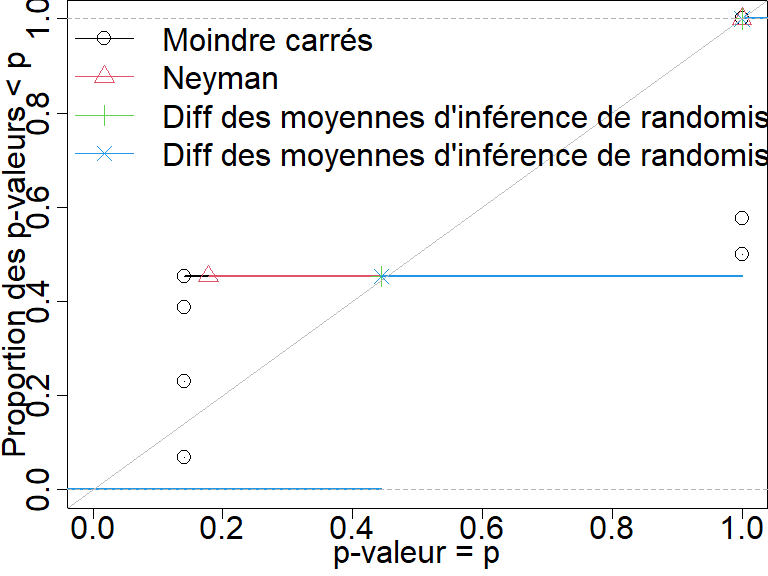 Moindre carrés
Neyman
Diff des moyennes d'inférence de randomis
Diff des moyennes d'inférence de randomis
Proportion des p-valeurs < p
1.0
0.8
0.6
0.4
0.2
0.0
0.0 0.2 0.4 0.6 0.8 1.0
p-valeur = p